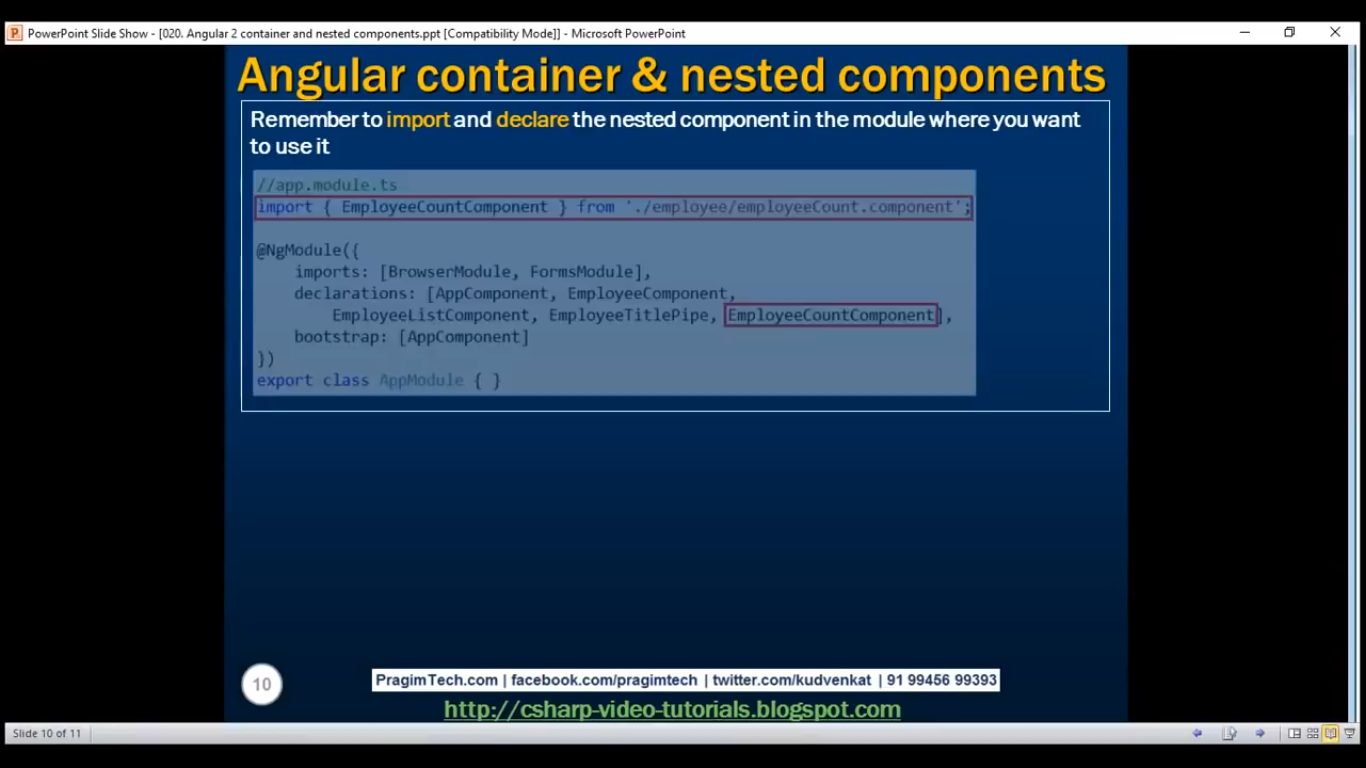 PowerPoint Slide Show - [020. Angular 2 container and nested components.ppt [Compatibility Mode]] - Microsoft PowerPoint
Angular container & nested components
Remember to import and declare the nested component in the module where you want
to use it
//app.module.ts
import { EmployeeCountComponent } from './employee/employeeCount.component';
@NgModule({
    imports: [BrowserModule, FormsModule],
    declarations: [AppComponent, EmployeeComponent,
        EmployeeListComponent, EmployeeTitlePipe, EmployeeCountComponent],
    bootstrap: [AppComponent]
})
export class AppModule { }
10
PragimTech.com | facebook.com/pragimtech | twitter.com/kudvenkat | 91 99456 99393
http://csharp-video-tutorials.blogspot.com
Slide 10 of 11